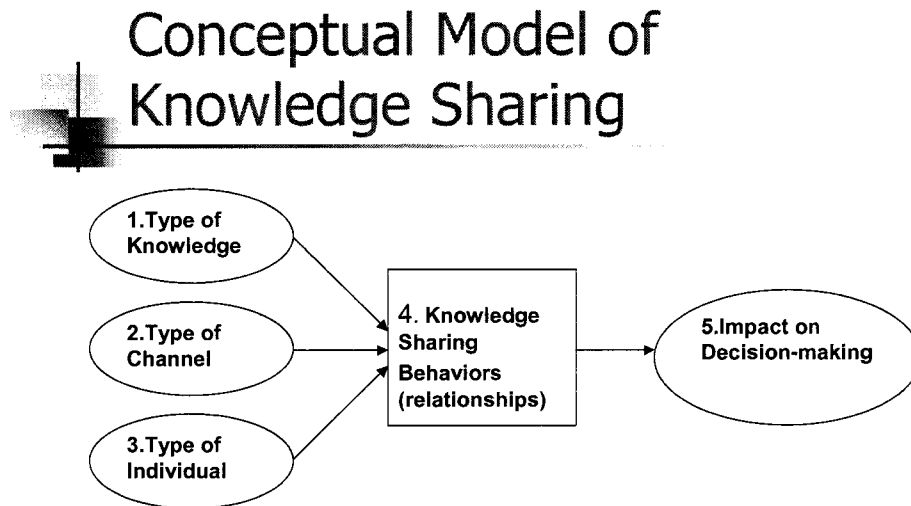 Conceptual Model of
Knowledge Sharing
1.Type of
Knowledge
2.Type of
Channel
3.Type of
Individual
4. Knowledge
Sharing
Behaviors
(relationships)
5.Impact on
Decision-making